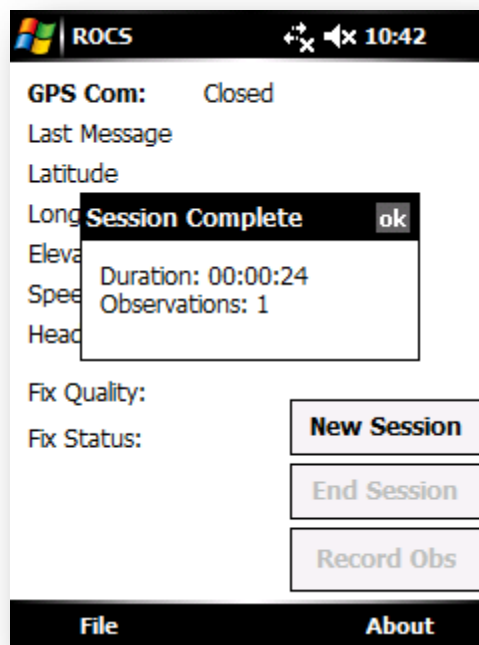 ROCS 10:42
GPS Com: Closed
Last Message
Latitude
Long
Session Complete ok
Eleva
Duration: 00:00:24
Spee
Observations: 1
Head
Fix Quality:
Fix Status:
New Session
End Session
Record Obs
File About